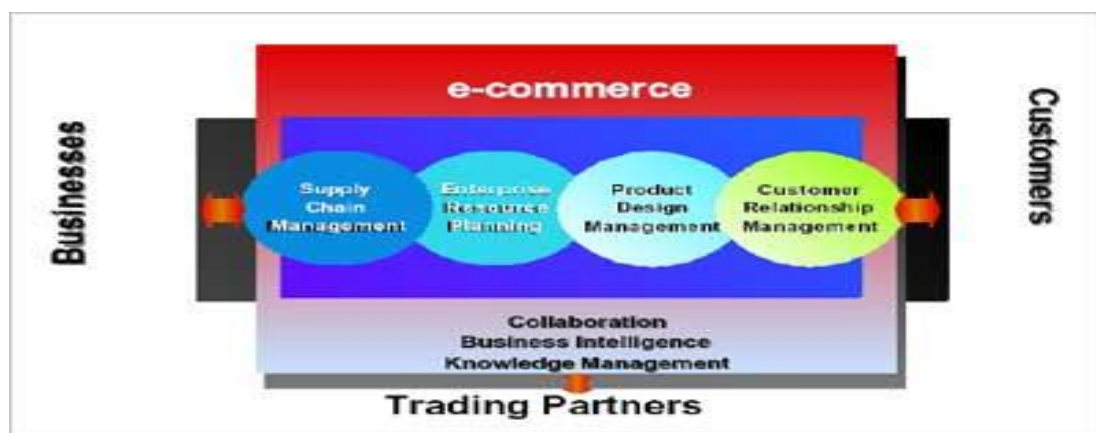 e-commerce
Businesses
Supply
Chain
Management
Enterprise
Resource
Planning
Product
Design
Management
Customer
Relationship
Management
Customers
Collaboration
Business Intelligence
Knowledge Management
Trading Partners